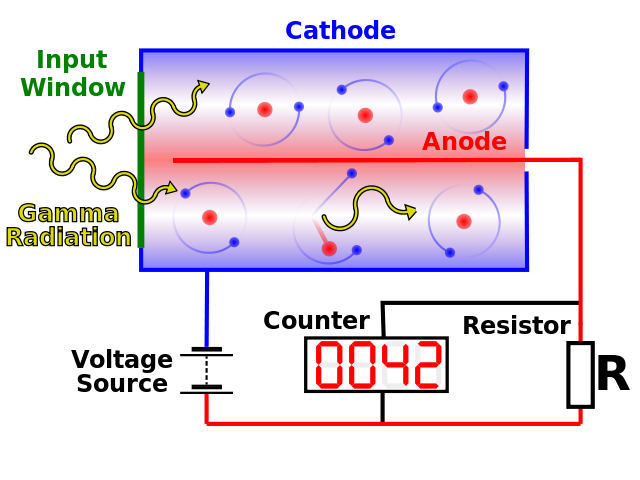 Cathode
Input
Window
Anode
Gamma
Radiation
Counter
Resistor
0042
R
Voltage
Source